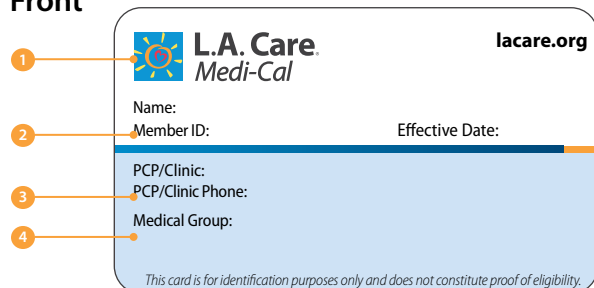 Front
L.A. Care.
Medi-Cal
lacare.org
1
Name:
2
Member ID: Effective Date:
PCP/Clinic:
3
PCP/Clinic Phone:
Medical Group:
4
This card is for identification purposes only and does not constitute proof of eligibility.